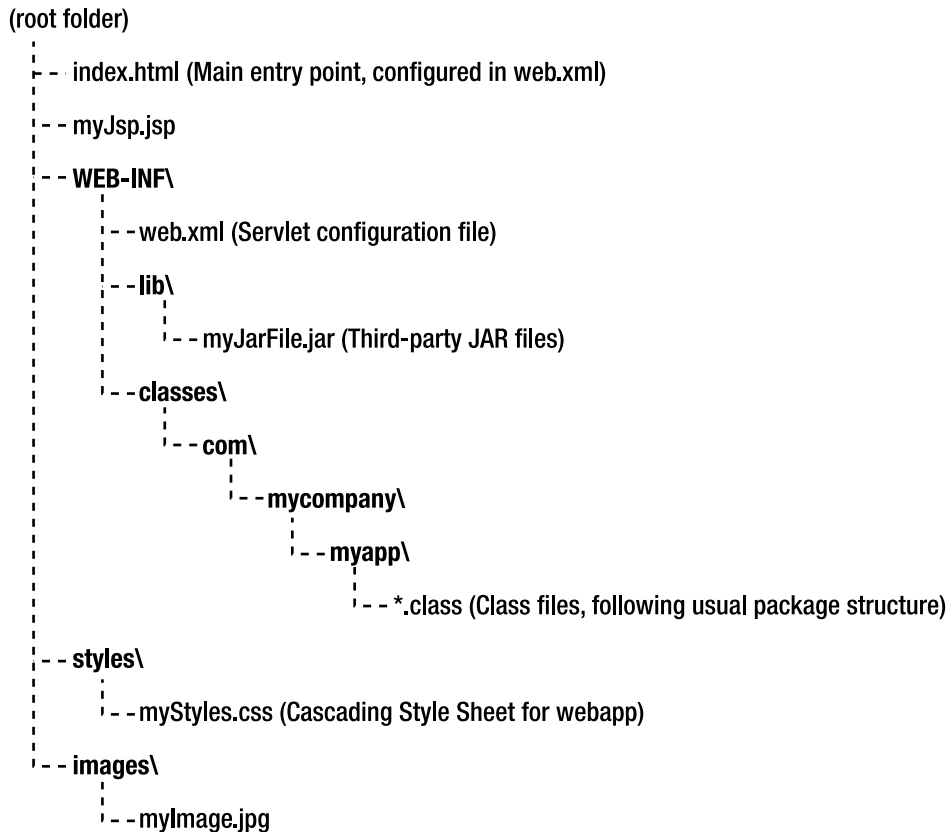 (root folder)
index.html (Main entry point, configured in web.xml)
myJsp.jsp
WEB-INF\
web.xml (Servlet configuration file)
lib\
myJarFile.jar (Third-party JAR files)
classes\
com\
mycompany\
myapp\
*.class (Class files, following usual package structure)
styles\
myStyles.css (Cascading Style Sheet for webapp)
images\
myImage.jpg